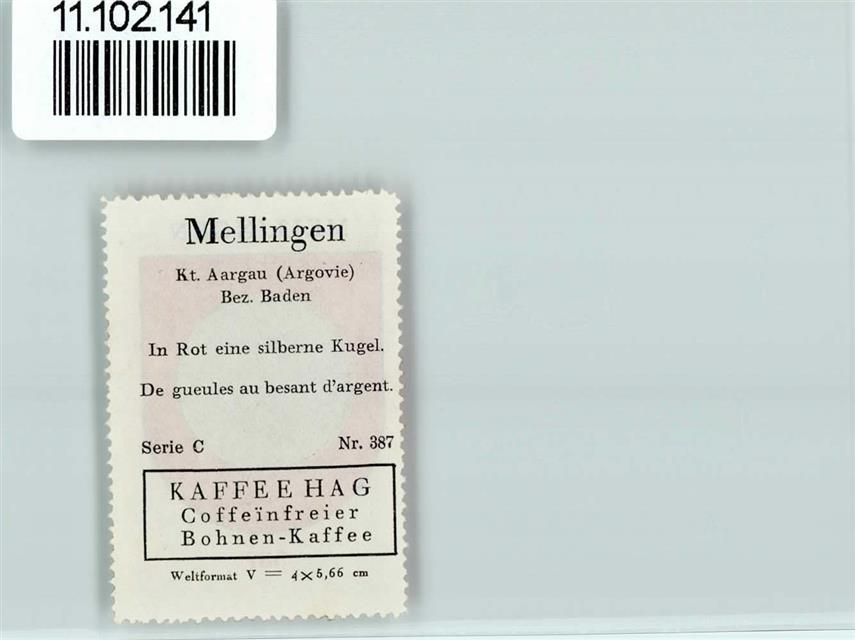 11.102.141
Mellingen
Kt. Aargau (Argovie)
Bez. Baden
In Rot eine silberne Kugel.
De gueules au besant d'argent.
Serie C Nr. 387
KAFFEE HAG
Coffeïnfreier
Bohnen-Kaffee
Weltformat V = 4×5,66 cm